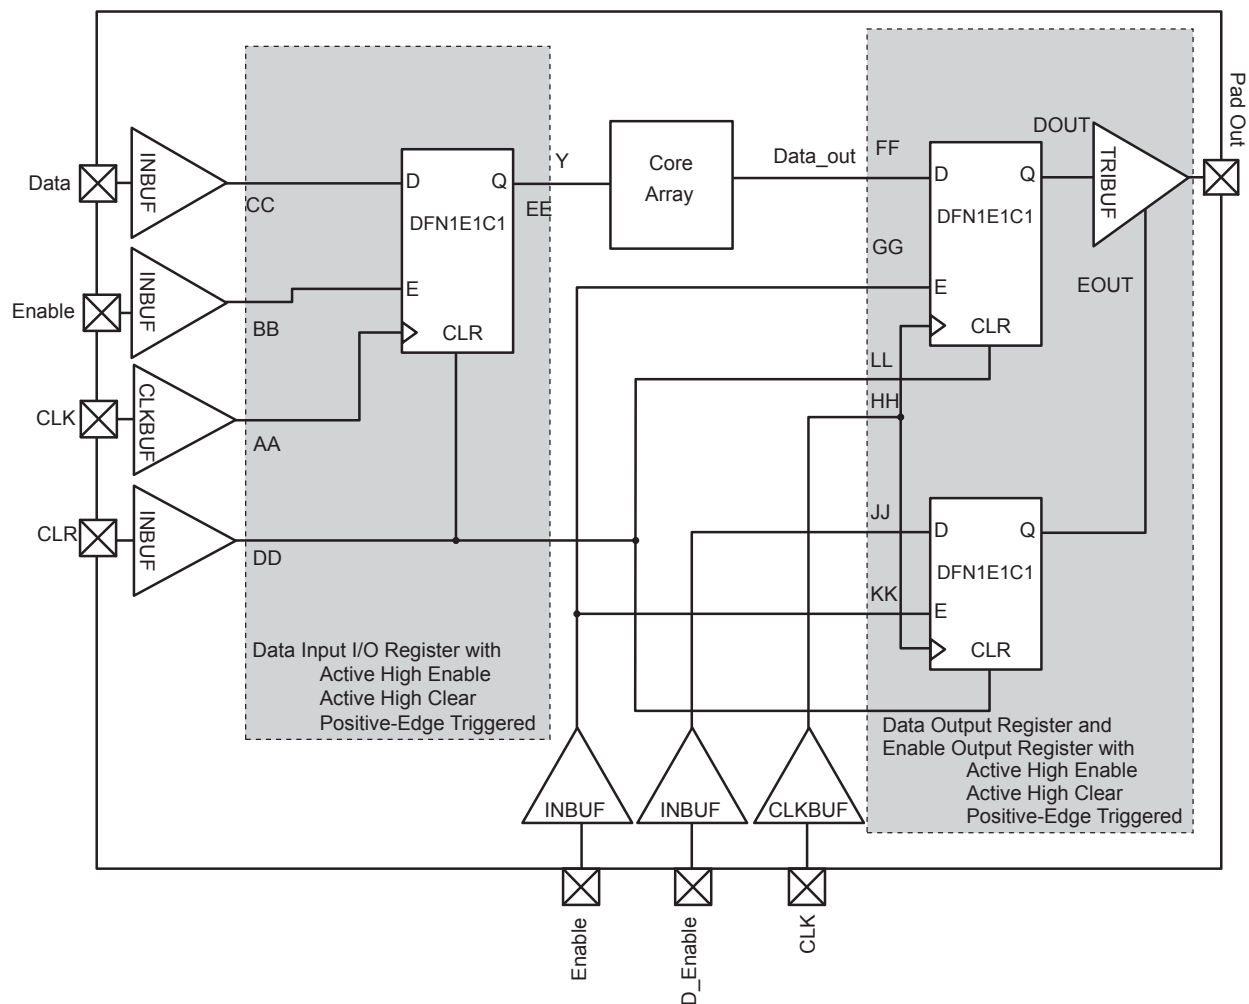 Pad Out
DOUT
FF
Y
Core
Array
Data_out
INBUF
TRIBUF
Data
D
Q
D
Q
CC
EE
DFN1E1C1
DFN1E1C1
GG
INBUF
Enable
E
E
EOUT
BB
CLR
CLR
LL
CLKBUF
HH
CLK
AA
INBUF
CLR
DD
JJ
D
Q
DFN1E1C1
KK
E
CLR
Data Input I/O Register with
Active High Enable
Active High Clear
Positive-Edge Triggered
Data Output Register and
Enable Output Register with
Active High Enable
Active High Clear
Positive-Edge Triggered
INBUF
INBUF
CLKBUF
Enable
D_Enable
CLK